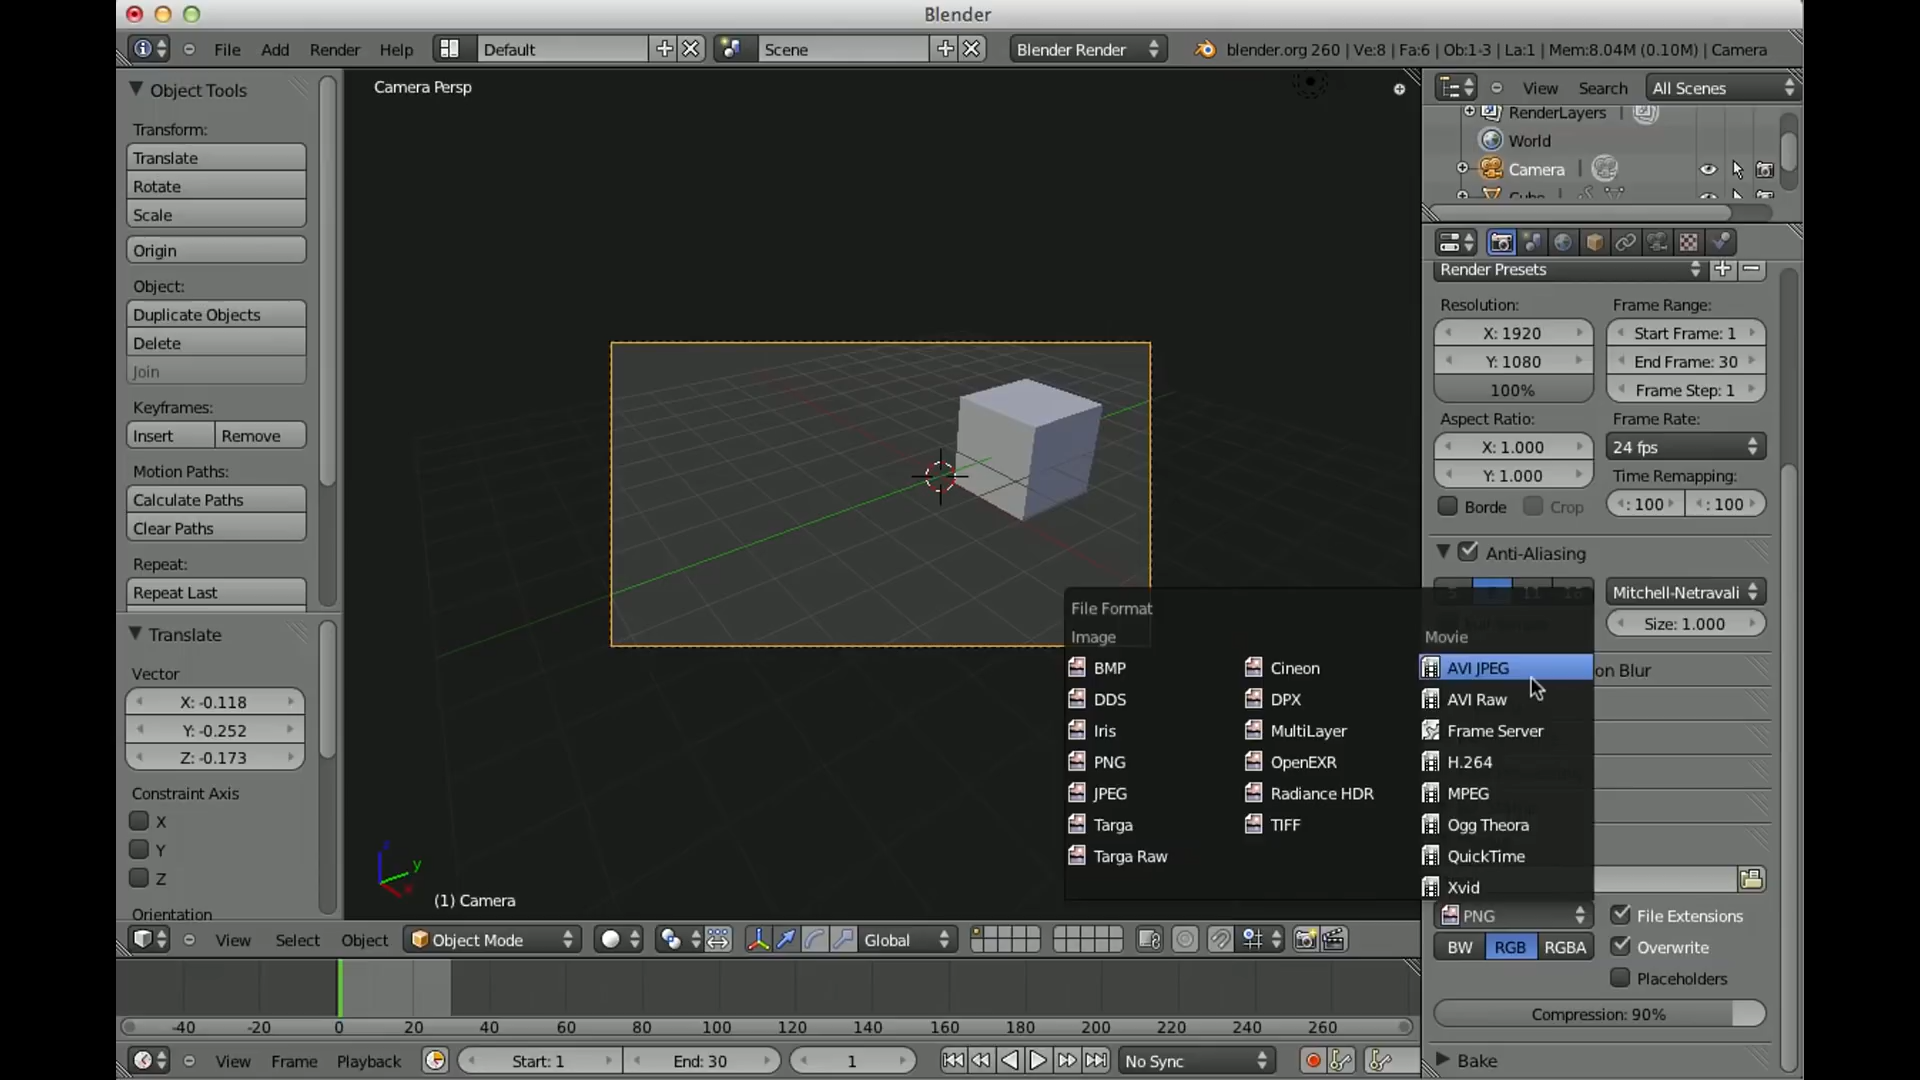 Blender
File Add Render Help Default Scene Blender Render blender.org 260 | Ve:8 | Fa:6 | Ob:1-3 | La:1 | Mem:8.04M (0.10M) | Camera
Object Tools
Transform:
Translate
Rotate
Scale
Origin
Object:
Duplicate Objects
Delete
Join
Keyframes:
Insert Remove
Motion Paths:
Calculate Paths
Clear Paths
Repeat:
Repeat Last
Translate
Vector
X: -0.118
Y: -0.252
Z: -0.173
Constraint Axis
X
Y
Z
Orientation
Camera Persp
z
y
x
(1) Camera
View Search All Scenes
RenderLayers
World
Camera
Cube
Render Presets
Resolution: Frame Range:
X: 1920 Start Frame: 1
Y: 1080 End Frame: 30
100% Frame Step: 1
Aspect Ratio: Frame Rate:
X: 1.000 24 fps
Y: 1.000 Time Remapping:
Borde Crop : 100 : 100
Anti-Aliasing
11 16 Mitchell-Netravali
Size: 1.000
on Blur
File Format
Image Movie
BMP Cineon AVI JPEG
DDS DPX AVI Raw
Iris MultiLayer Frame Server
PNG OpenEXR H.264
JPEG Radiance HDR MPEG
Targa TIFF Ogg Theora
Targa Raw QuickTime
Xvid
PNG File Extensions
BW RGB RGBA Overwrite
Placeholders
Compression: 90%
Bake
View Select Object Object Mode Global
-40 -20 0 20 40 60 80 100 120 140 160 180 200 220 240 260
View Frame Playback Start: 1 End: 30 1 No Sync